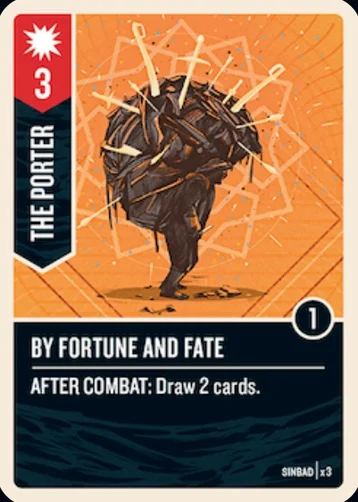 3
THE PORTER
1
BY FORTUNE AND FATE
AFTER COMBAT: Draw 2 cards.
SINBAD | x3